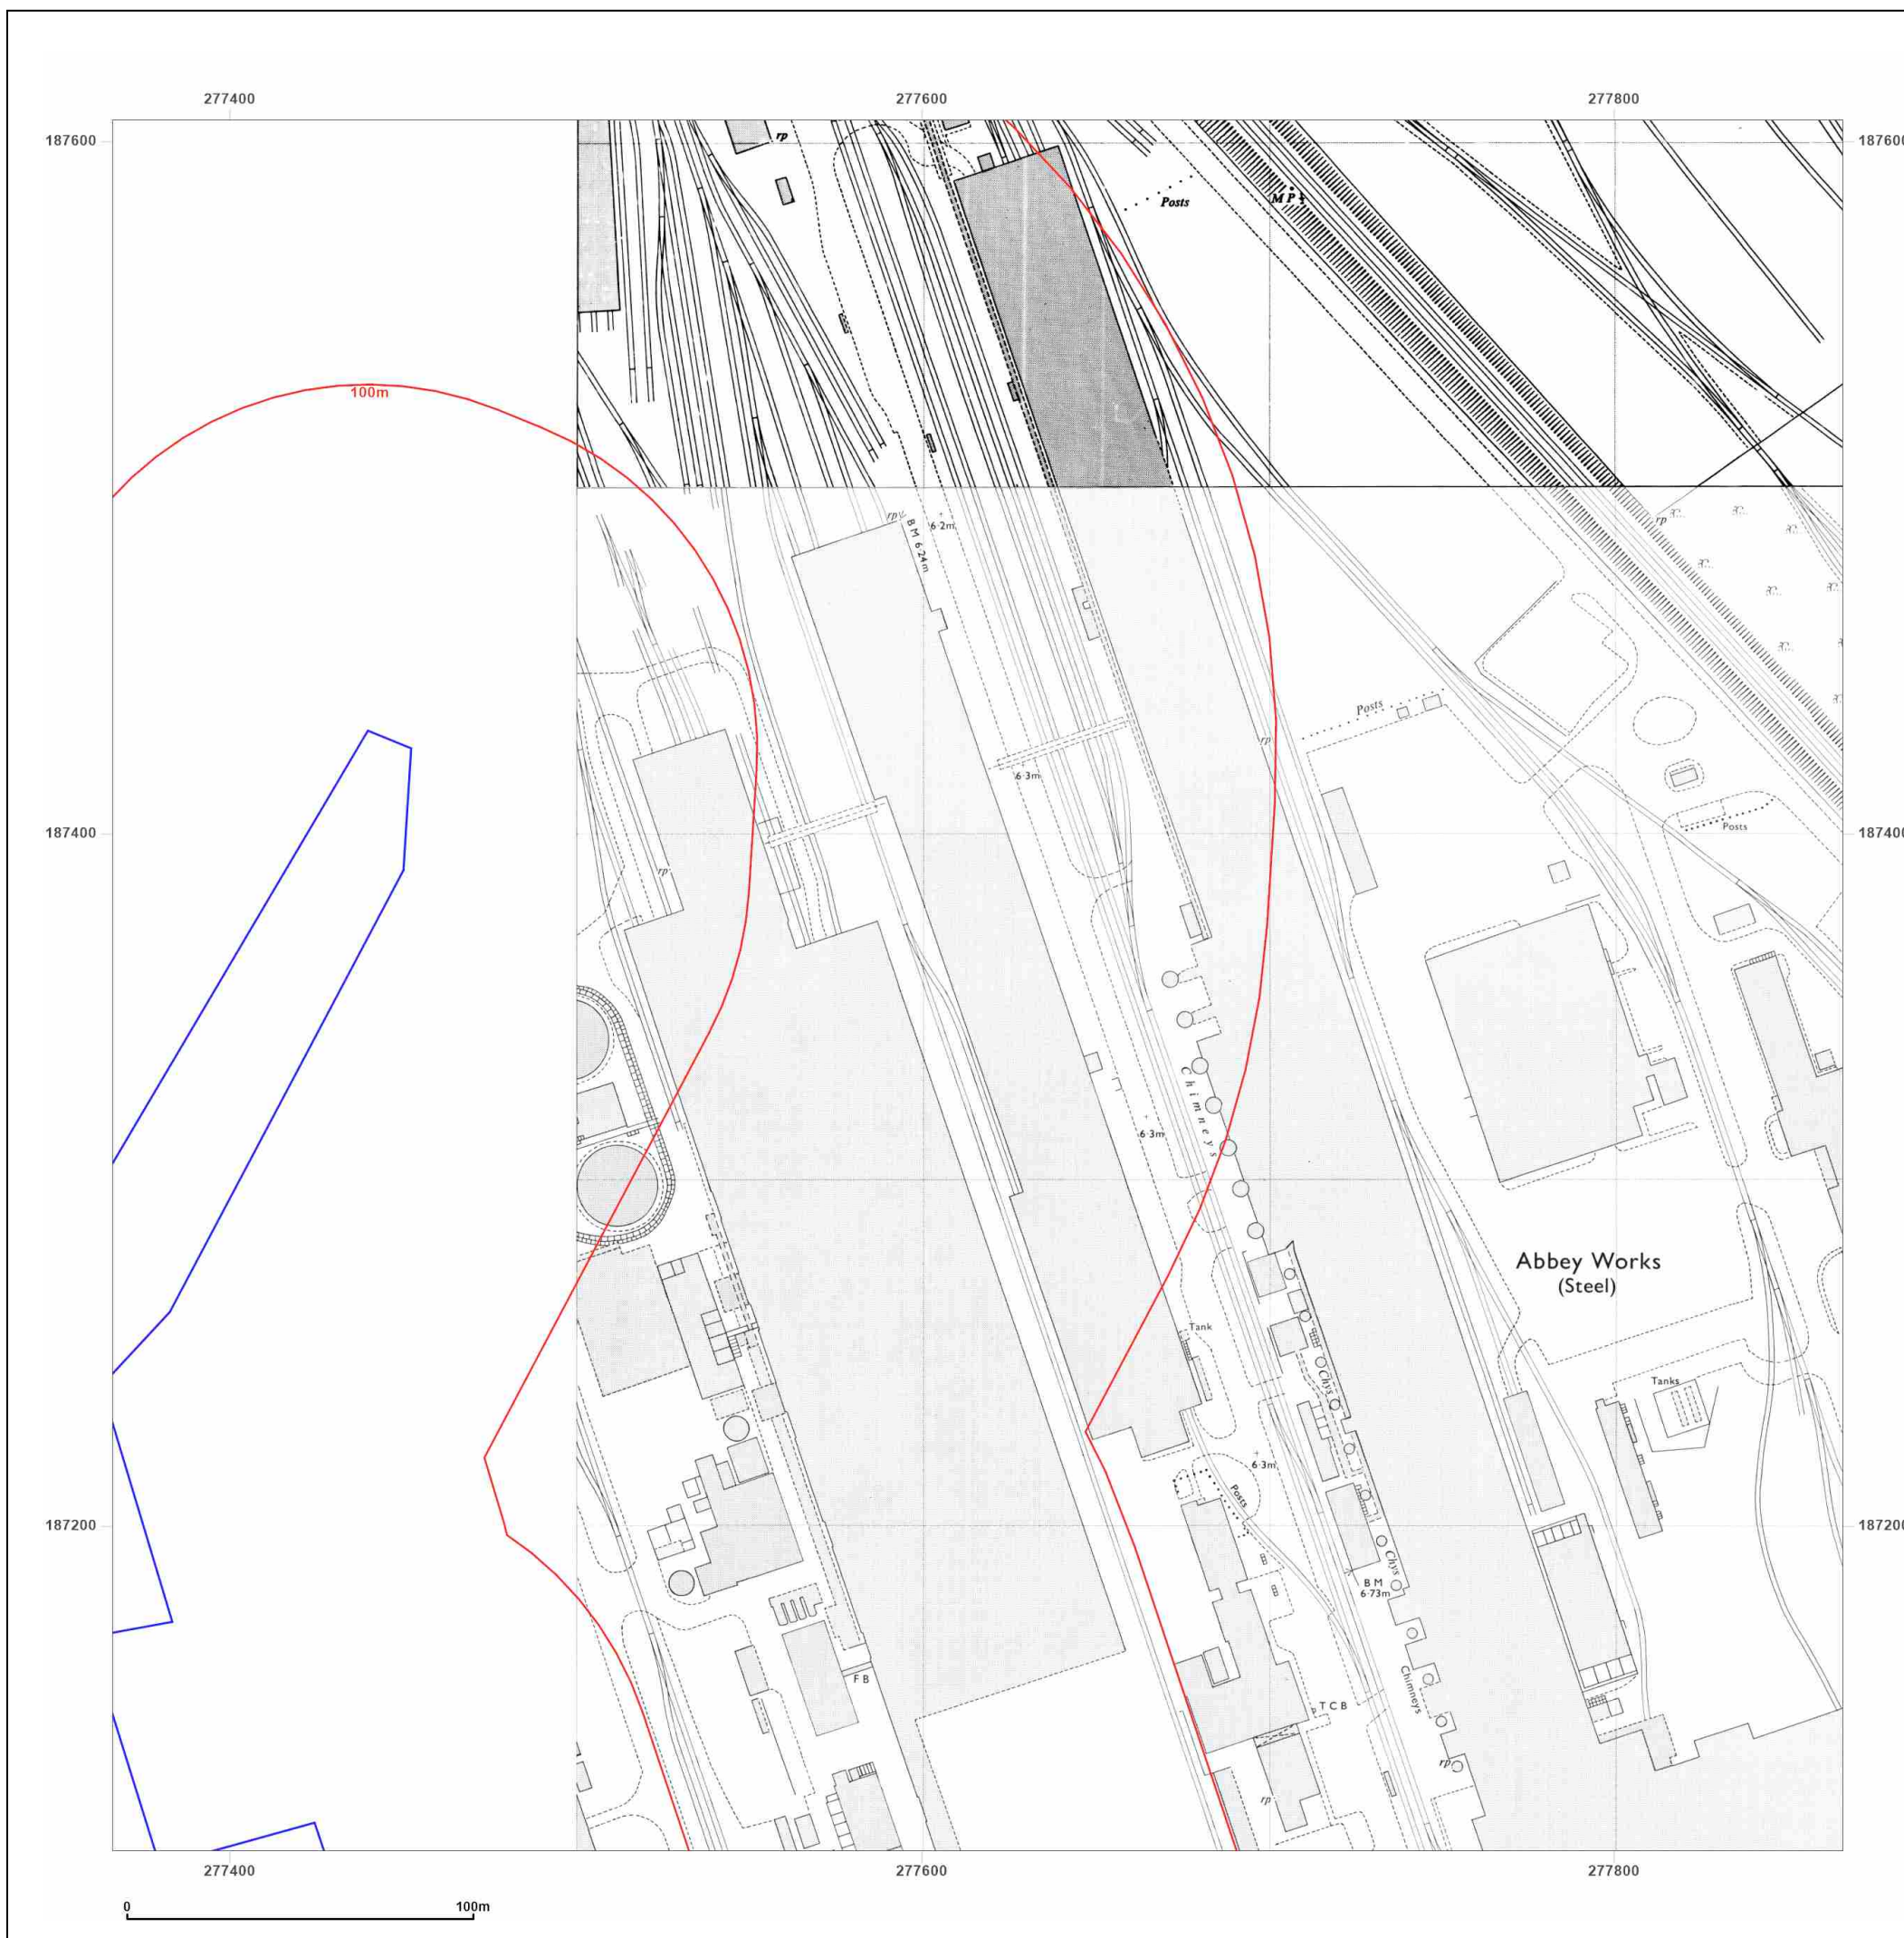 277400
277600
277800
187600
187600
rp
Posts
M P
100m
rp
B M 6·24m
6·2m
rp
Posts
rp
6·3m
187400
187400
Posts
rp
Chimneys
6·3m
Abbey Works
(Steel)
Tank
Chys
Tanks
6·3m
Posts
187200
187200
Chys
B M
6·73m
F B
Chimneys
T C B
rp
rp
277400
277600
277800
0
100m